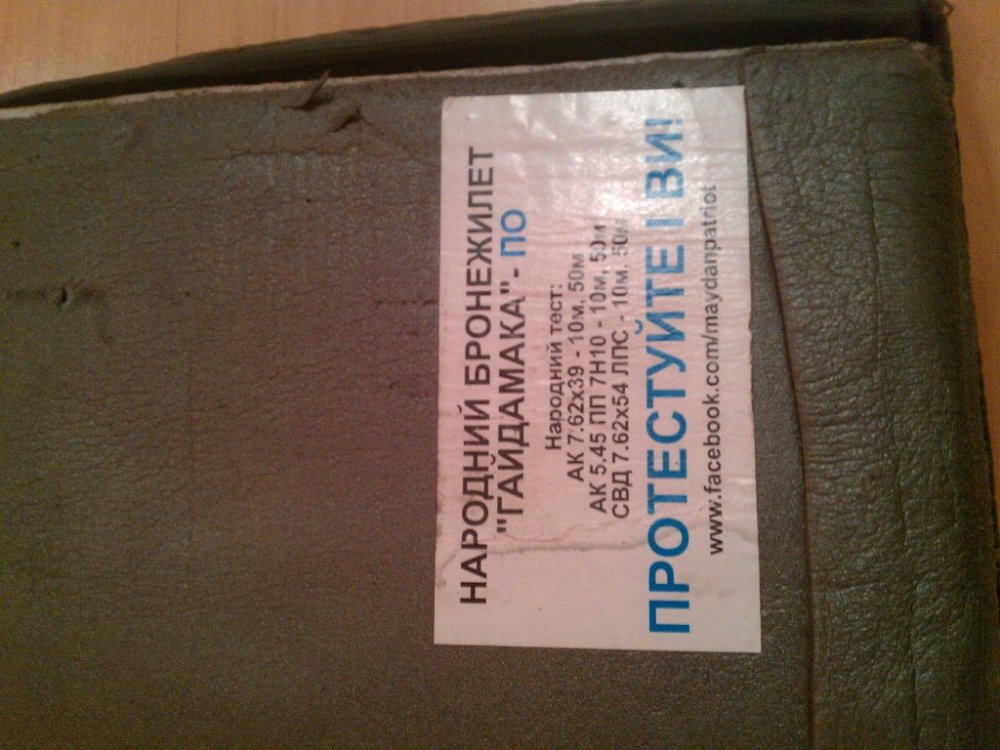 НАРОДНИЙ БРОНЕЖИЛЕТ
"ГАЙДАМАКА"- ПО
Народний тест:
АК 7.62х39 - 10м, 50м
АК 5.45 ПП 7Н10 - 10м, 50м
СВД 7.62х54 ЛПС - 10м, 50м
ПРОТЕСТУЙТЕ І ВИ!
www.facebook.com/maydanpatriot